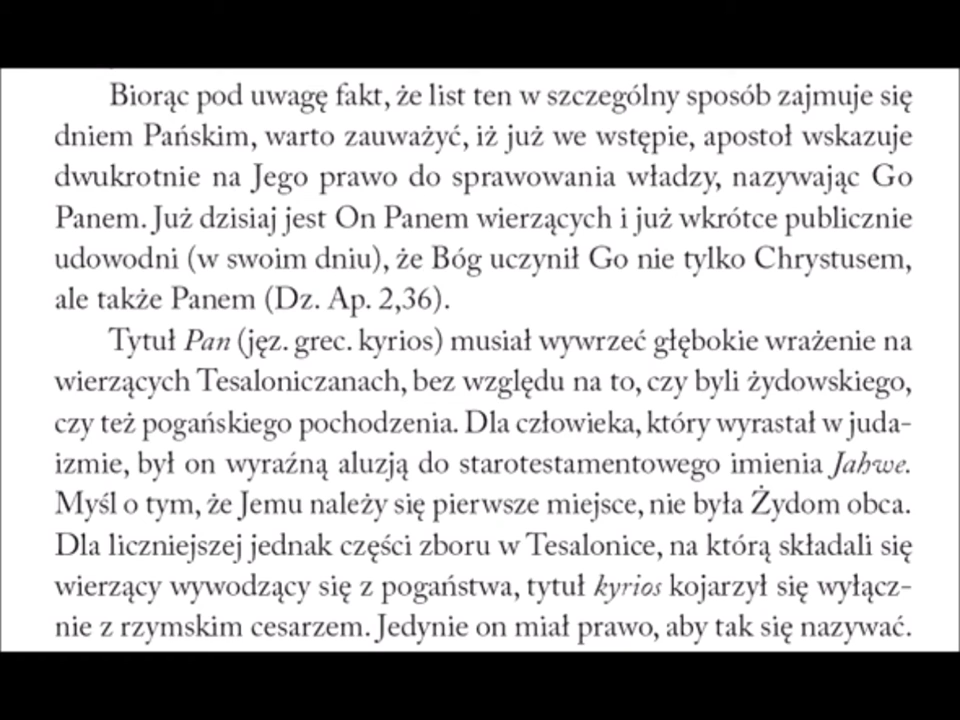 Biorąc pod uwagę fakt, że list ten w szczególny sposób zajmuje się
dniem Pańskim, warto zauważyć, iż już we wstępie, apostoł wskazuje
dwukrotnie na Jego prawo do sprawowania władzy, nazywając Go
Panem. Już dzisiaj jest On Panem wierzących i już wkrótce publicznie
udowodni (w swoim dniu), że Bóg uczynił Go nie tylko Chrystusem,
ale także Panem (Dz. Ap. 2,36).
Tytuł Pan (jęz. grec. kyrios) musiał wywrzeć głębokie wrażenie na
wierzących Tesaloniczanach, bez względu na to, czy byli żydowskiego,
czy też pogańskiego pochodzenia. Dla człowieka, który wyrastał w juda-
izmie, był on wyraźną aluzją do starotestamentowego imienia Jahwe.
Myśl o tym, że Jemu należy się pierwsze miejsce, nie była Żydom obca.
Dla liczniejszej jednak części zboru w Tesalonice, na którą składali się
wierzący wywodzący się z pogaństwa, tytuł kyrios kojarzył się wyłącz-
nie z rzymskim cesarzem. Jedynie on miał prawo, aby tak się nazywać.